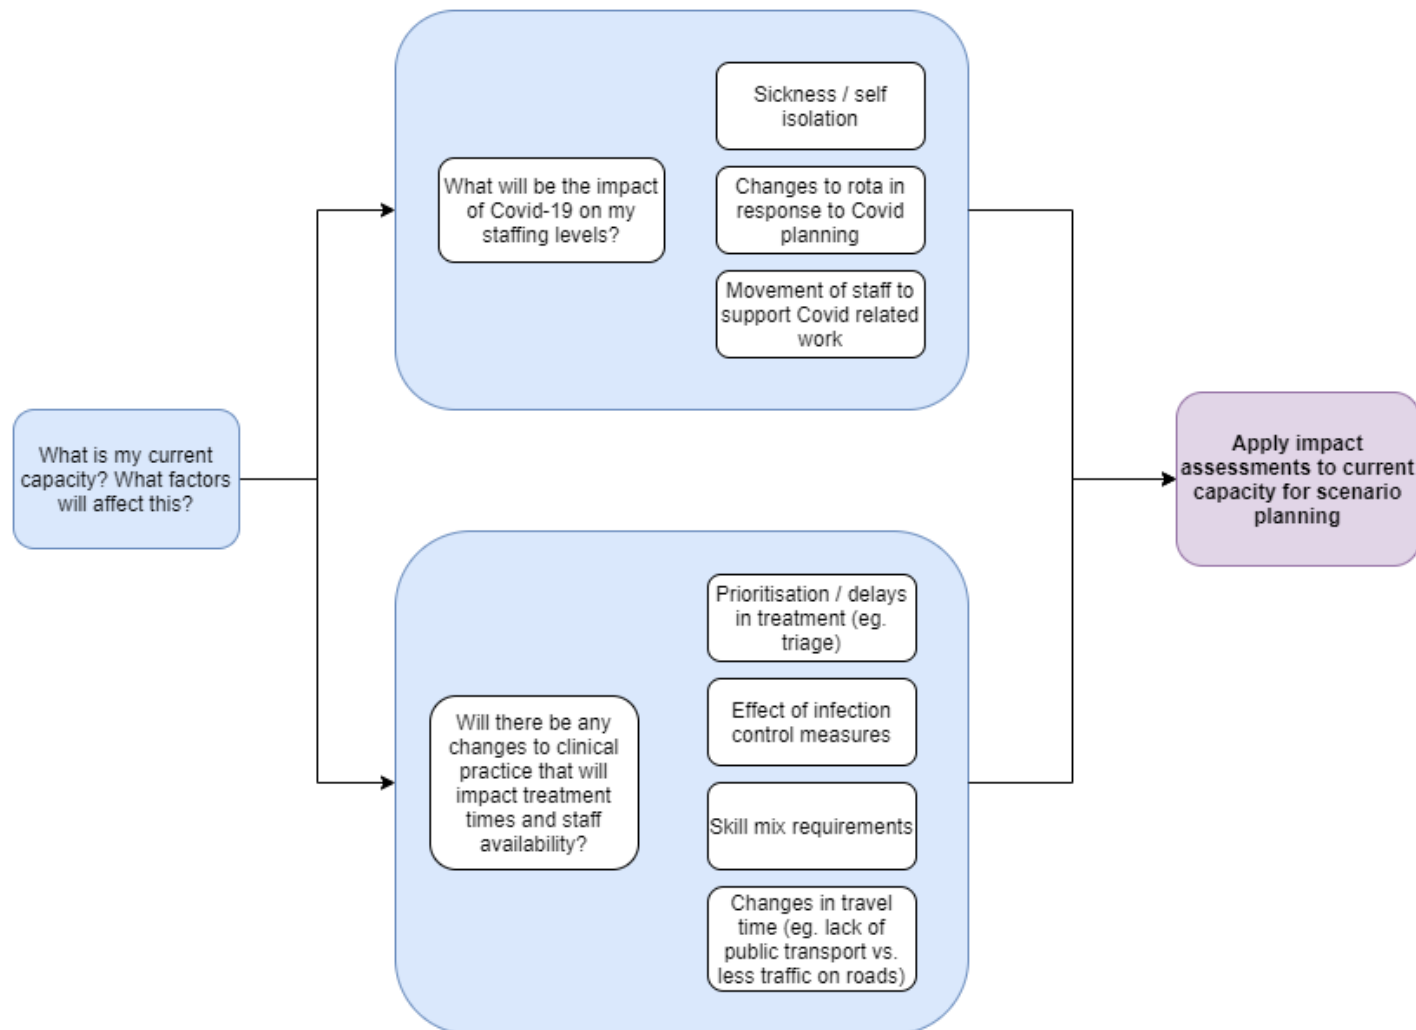 What is my current
capacity? What factors
will affect this?
What will be the impact
of Covid-19 on my
staffing levels?
Sickness / self
isolation
Changes to rota in
response to Covid
planning
Movement of staff to
support Covid related
work
Will there be any
changes to clinical
practice that will
impact treatment
times and staff
availability?
Prioritisation / delays
in treatment (eg.
triage)
Effect of infection
control measures
Skill mix requirements
Changes in travel
time (eg. lack of
public transport vs.
less traffic on roads)
Apply impact
assessments to current
capacity for scenario
planning